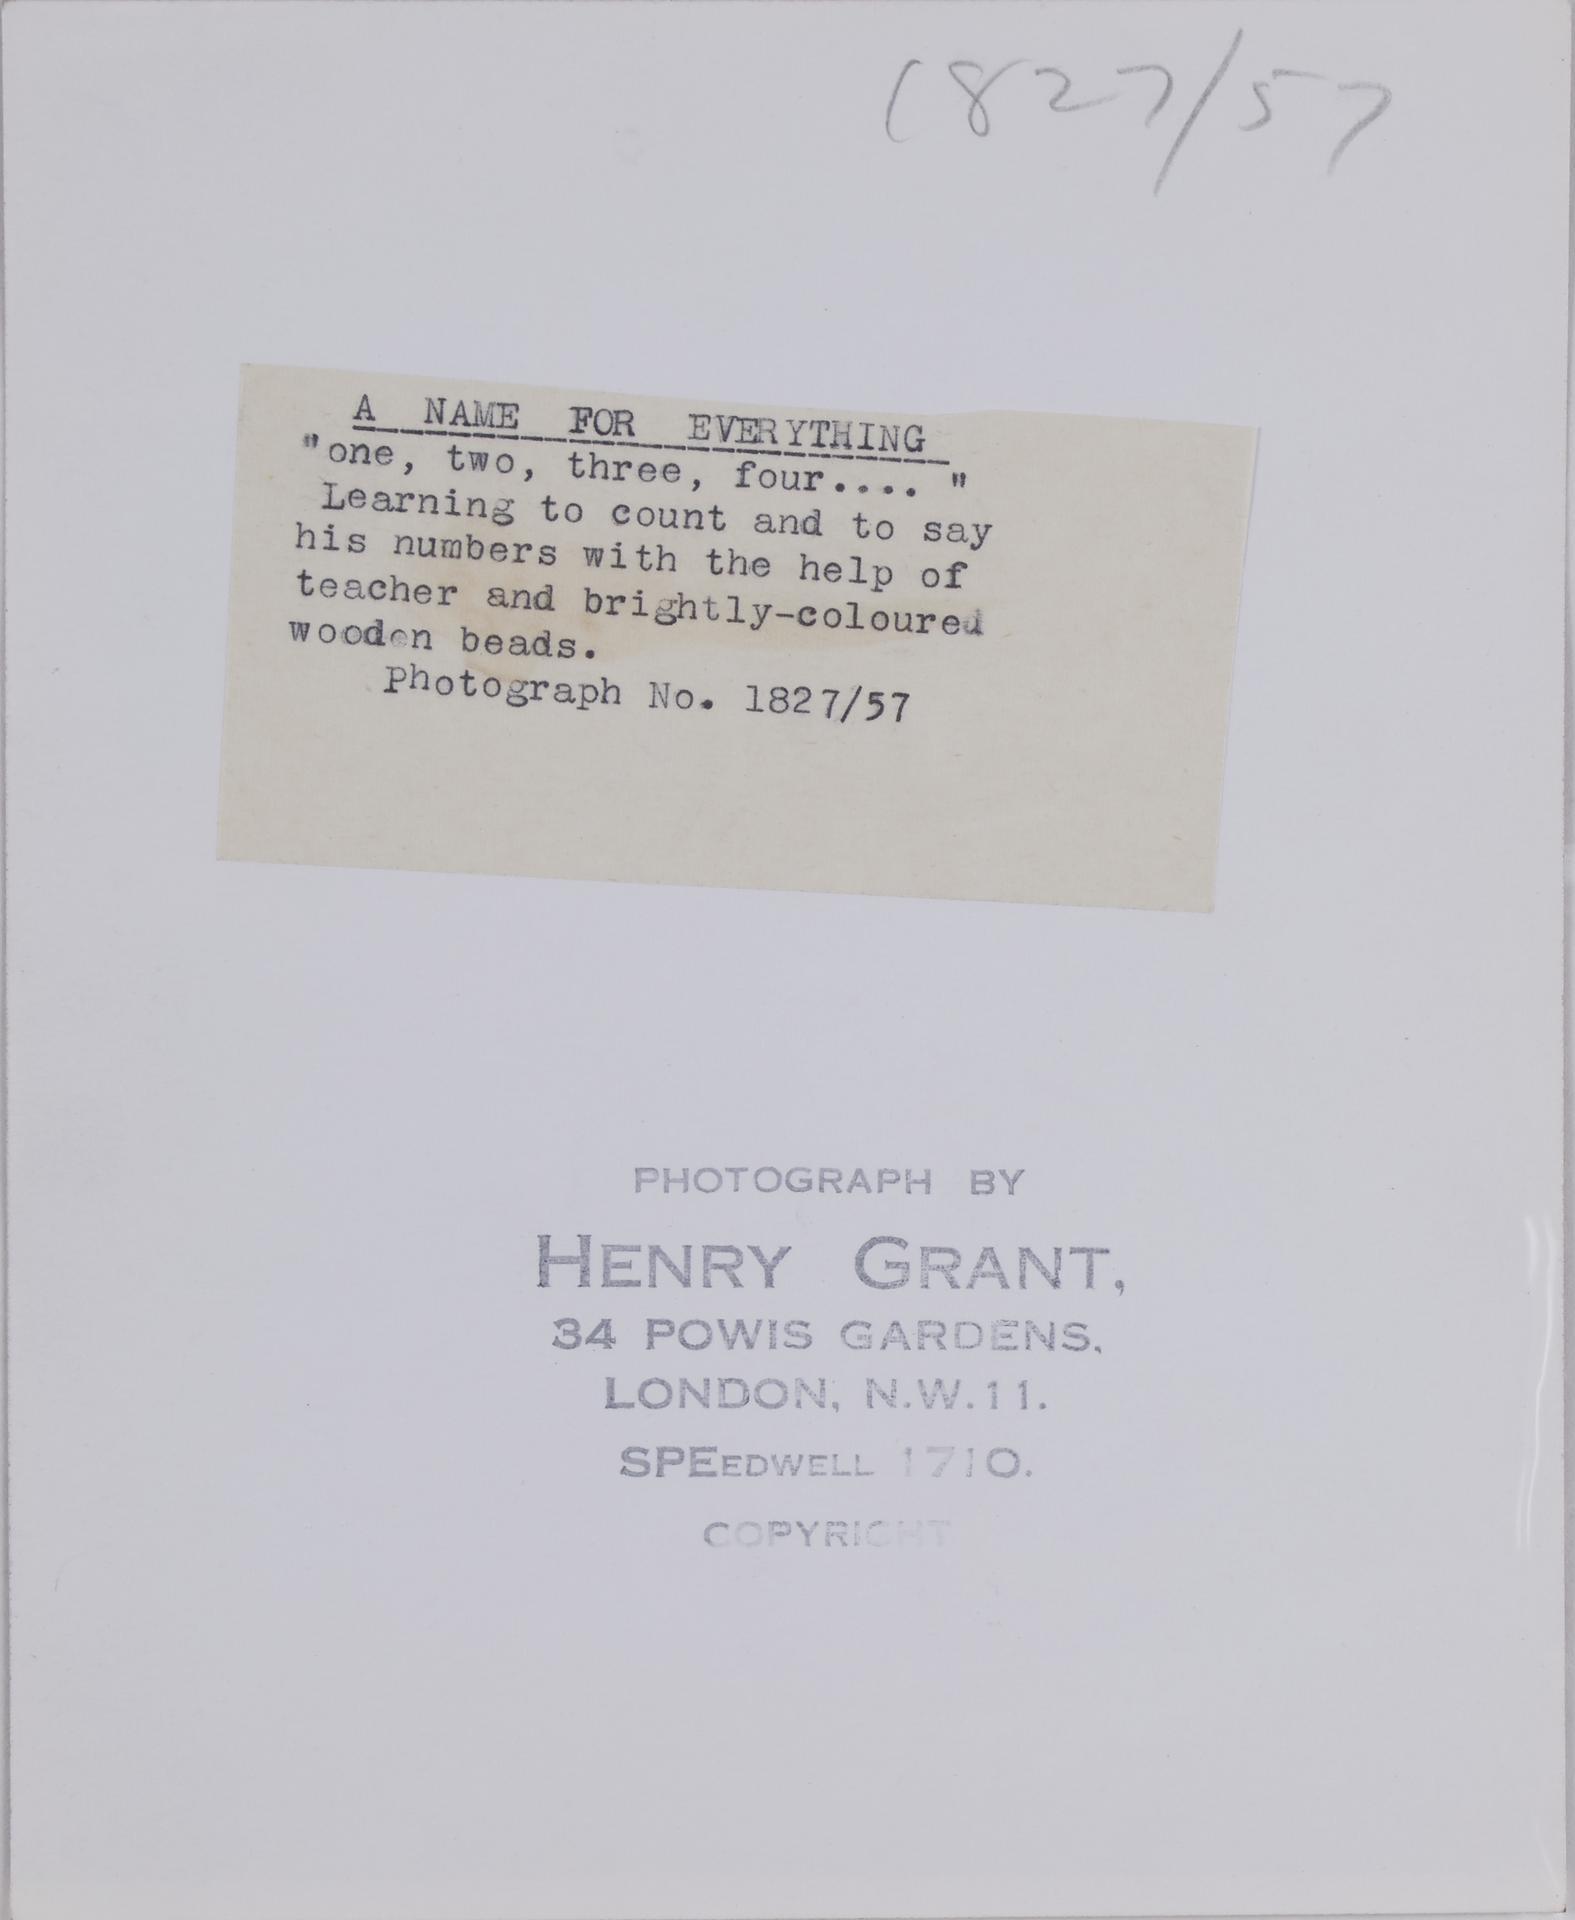 1827/57
A NAME FOR EVERYTHING
"one, two, three, four.... "
Learning to count and to say
his numbers with the help of
teacher and brightly-coloured
wooden beads.
Photograph No. 1827/57
PHOTOGRAPH BY
HENRY GRANT,
34 POWIS GARDENS,
LONDON, N.W.11.
SPEEDWELL 1710.
COPYRIGHT